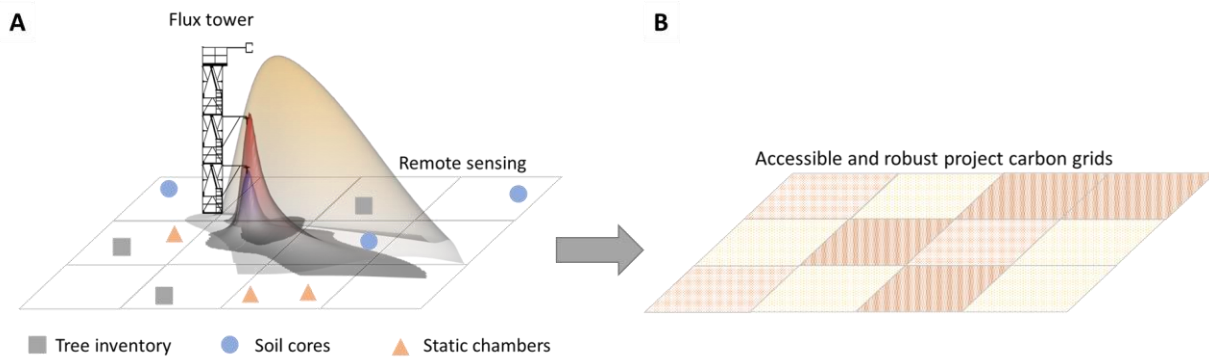 A
Flux tower
Remote sensing
Tree inventory
Soil cores
Static chambers
B
Accessible and robust project carbon grids